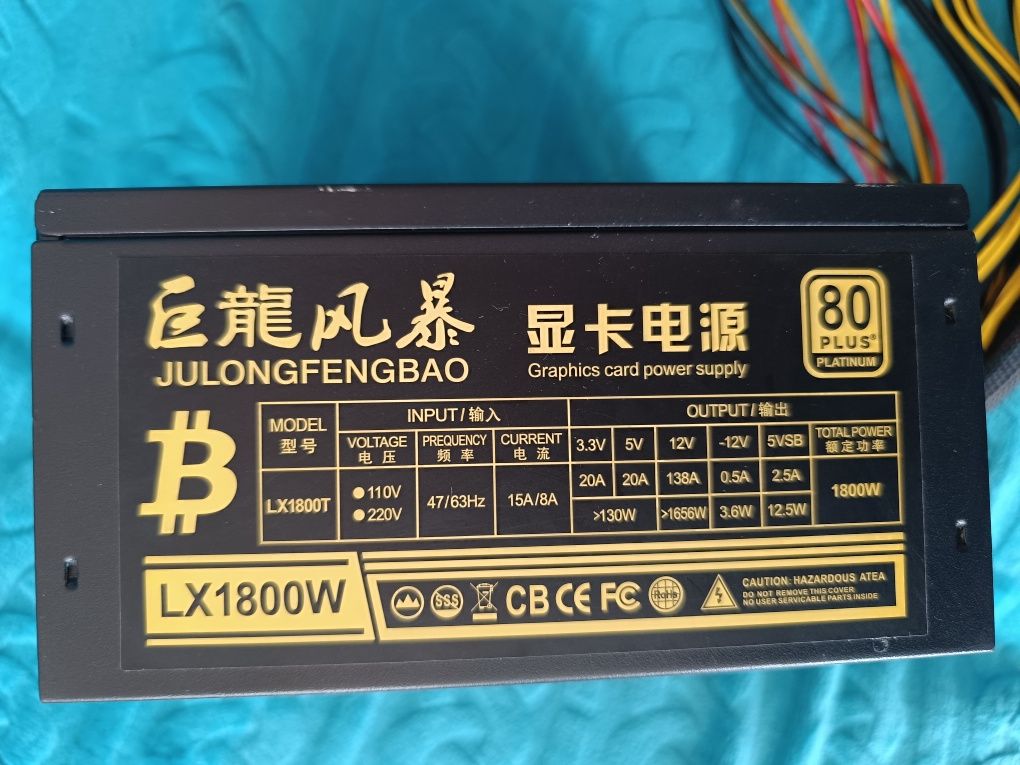 巨龍风暴
JULONGFENGBAO
显卡电源
Graphics card power supply
80
PLUS®
PLATINUM
MODEL
型号
INPUT/输入
OUTPUT/输出
VOLTAGE
电压
PREQUENCY
频率
CURRENT
电流
3.3V 5V 12V -12V 5VSB
TOTAL POWER
额定功率
LX1800T
110V
220V
47/63Hz
15A/8A
20A 20A 138A 0.5A 2.5A
>130W >1656W 3.6W 12.5W
1800W
LX1800W
SSS
CB CE FC
RoHS
CAUTION: HAZARDOUS ATEA
DO NOT REMOVE THIS COVER
NO USER SERVICABLE PARTS INSIDE